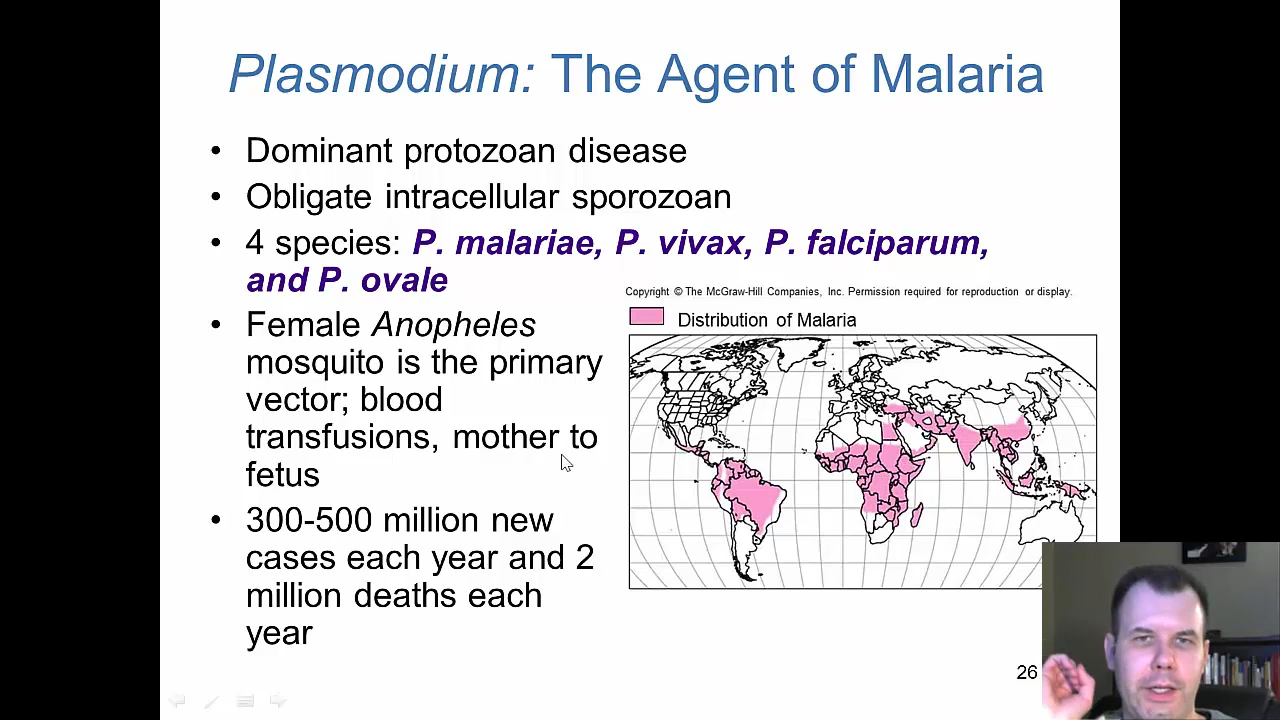 Plasmodium: The Agent of Malaria
• Dominant protozoan disease
• Obligate intracellular sporozoan
• 4 species: P. malariae, P. vivax, P. falciparum,
and P. ovale
• Female Anopheles
mosquito is the primary
vector; blood
transfusions, mother to
fetus
• 300-500 million new
cases each year and 2
million deaths each
year
Copyright © The McGraw-Hill Companies, Inc. Permission required for reproduction or display.
Distribution of Malaria
26